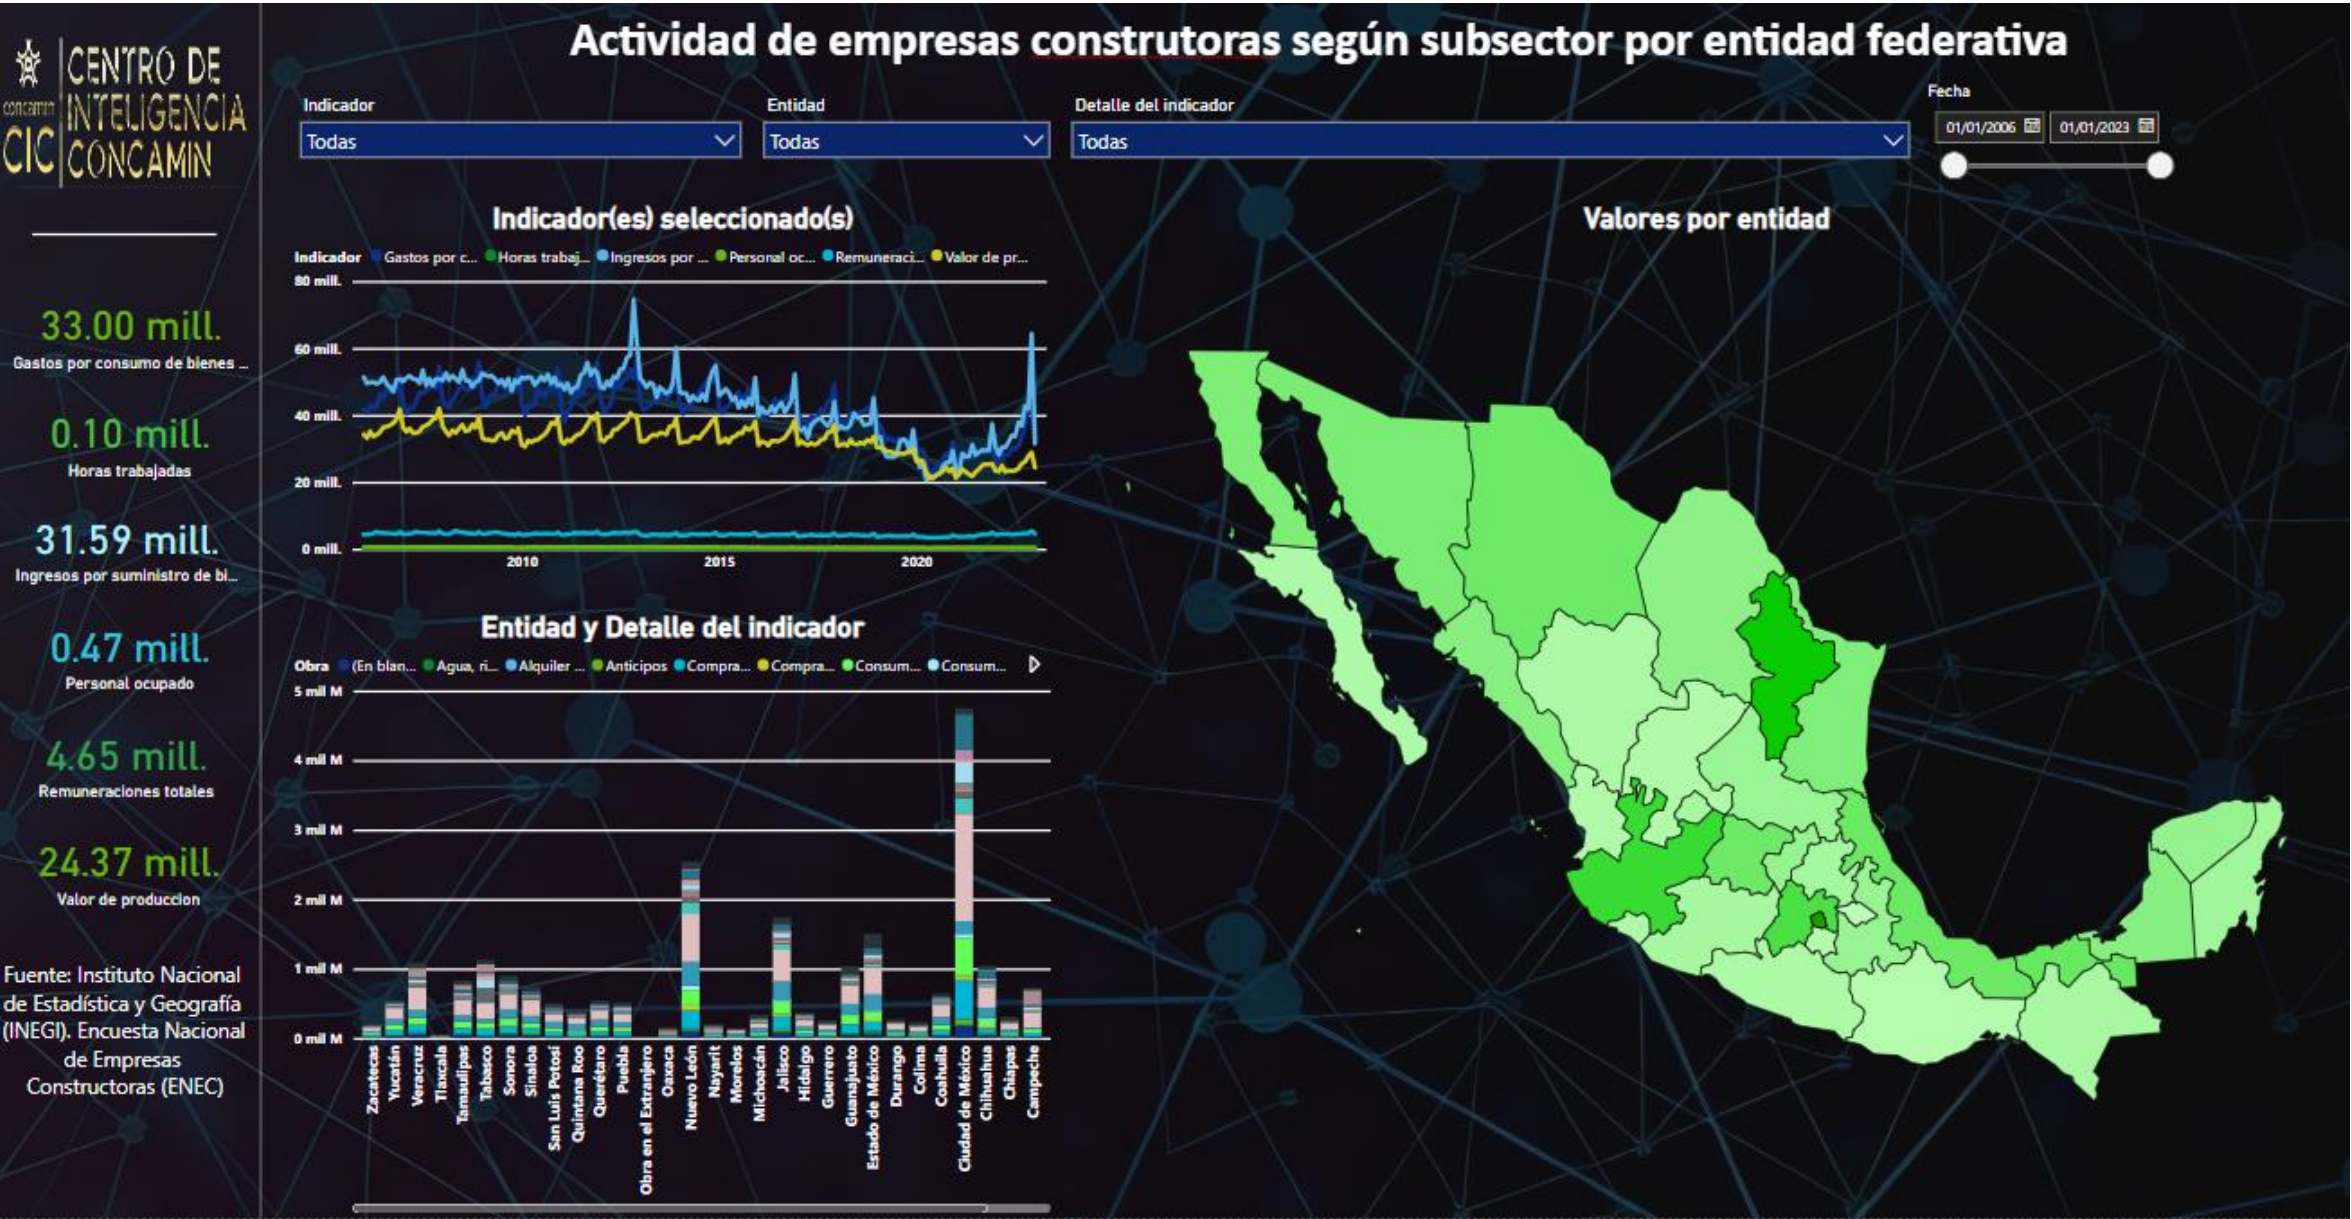 Actividad de empresas construtoras según subsector por entidad federativa
concamin
CIC
CENTRO DE
INTELIGENCIA
CONCAMIN
Indicador
Todas
Entidad
Todas
Detalle del indicador
Todas
Fecha
01/01/2006
01/01/2023
33.00 mill.
Gastos por consumo de bienes ...
0.10 mill.
Horas trabajadas
31.59 mill.
Ingresos por suministro de bi...
0.47 mill.
Personal ocupado
4.65 mill.
Remuneraciones totales
24.37 mill.
Valor de produccion
Fuente: Instituto Nacional
de Estadística y Geografía
(INEGI). Encuesta Nacional
de Empresas
Constructoras (ENEC)
Indicador(es) seleccionado(s)
Indicador Gastos por c... Horas trabaj... Ingresos por ... Personal oc... Remuneraci... Valor de pr...
80 mill.
60 mill.
40 mill.
20 mill.
0 mill.
2010 2015 2020
Entidad y Detalle del indicador
Obra (En blan... Agua, ri... Alquiler ... Anticipos Compra... Compra... Consum... Consum...
5 mil M
4 mil M
3 mil M
2 mil M
1 mil M
0 mil M
Zacatecas
Yucatán
Veracruz
Tlaxcala
Tamaulipas
Tabasco
Sonora
Sinaloa
San Luis Potosí
Quintana Roo
Querétaro
Puebla
Obra en el Extranjero
Oaxaca
Nuevo León
Nayarit
Morelos
Michoacán
Jalisco
Hidalgo
Guerrero
Guanajuato
Estado de México
Durango
Colima
Coahuila
Ciudad de México
Chihuahua
Chiapas
Campeche
Valores por entidad